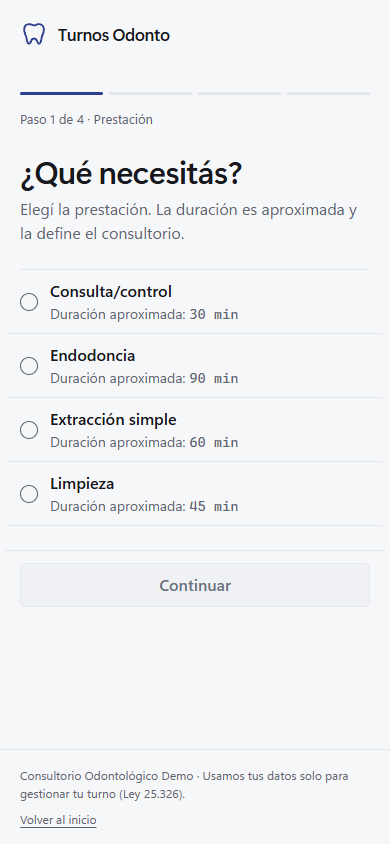 Turnos Odonto
Paso 1 de 4 · Prestación
¿Qué necesitás?
Elegí la prestación. La duración es aproximada y
la define el consultorio.
Consulta/control
Duración aproximada: 30 min
Endodoncia
Duración aproximada: 90 min
Extracción simple
Duración aproximada: 60 min
Limpieza
Duración aproximada: 45 min
Continuar
Consultorio Odontológico Demo · Usamos tus datos solo para
gestionar tu turno (Ley 25.326).
Volver al inicio